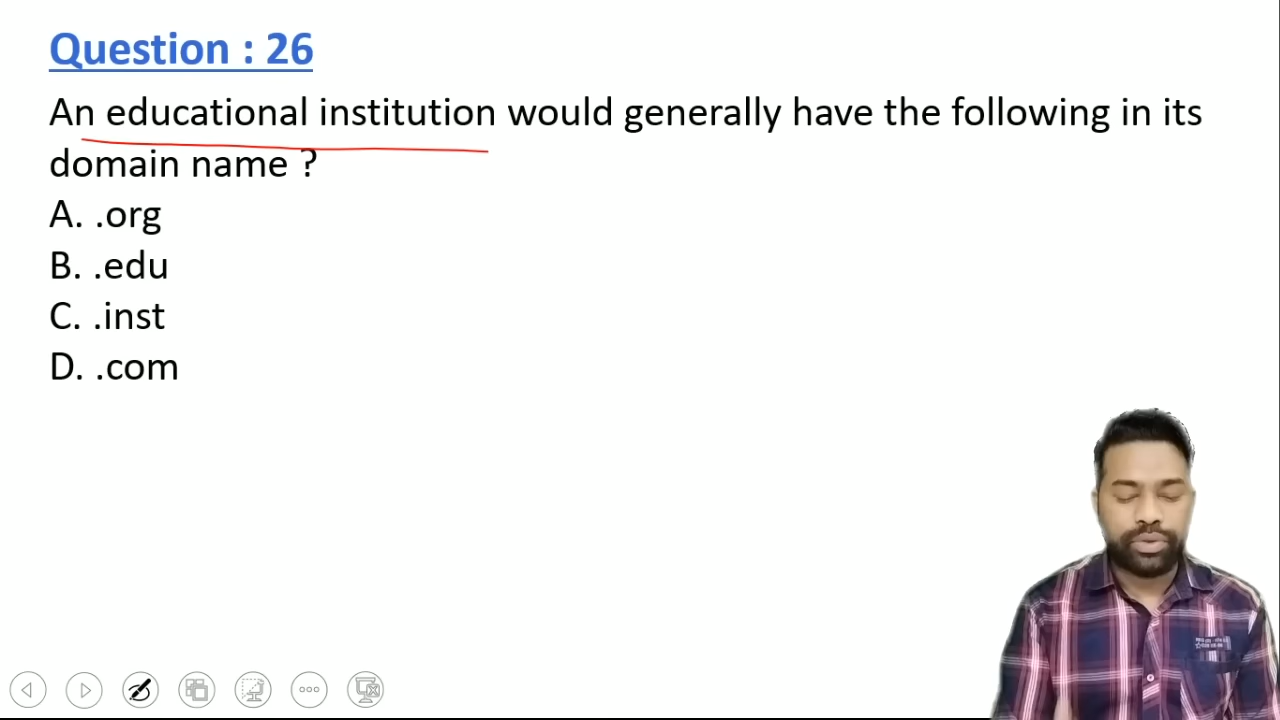 Question : 26
An educational institution would generally have the following in its
domain name ?
A. .org
B. .edu
C. .inst
D. .com